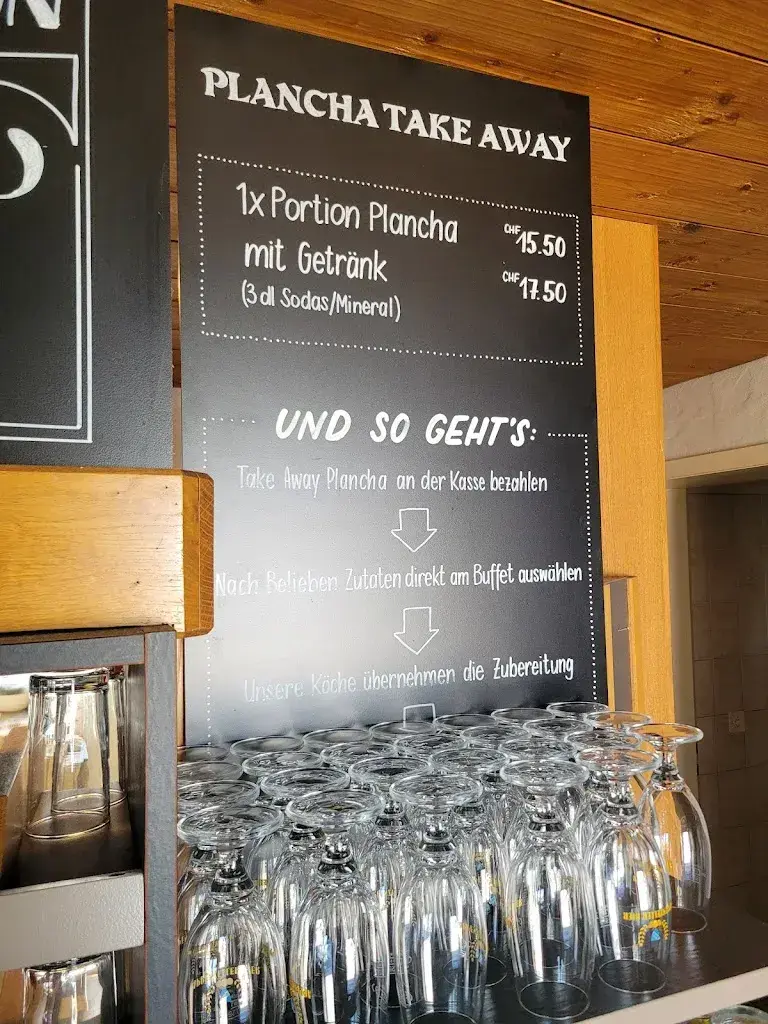 PLANCHA TAKE AWAY
1x Portion Plancha CHF 15.50
mit Getränk CHF 17.50
(3 dl Sodas/Mineral)
UND SO GEHT'S:
Take Away Plancha an der Kasse bezahlen
Nach Belieben Zutaten direkt am Buffet auswählen
Unsere Köche übernehmen die Zubereitung